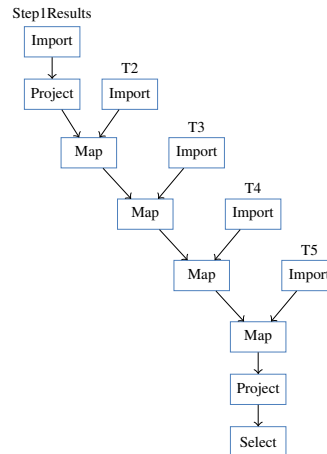 Step1Results
Import
T2
Project
Import
T3
Map
Import
T4
Map
Import
T5
Map
Import
Map
Project
Select